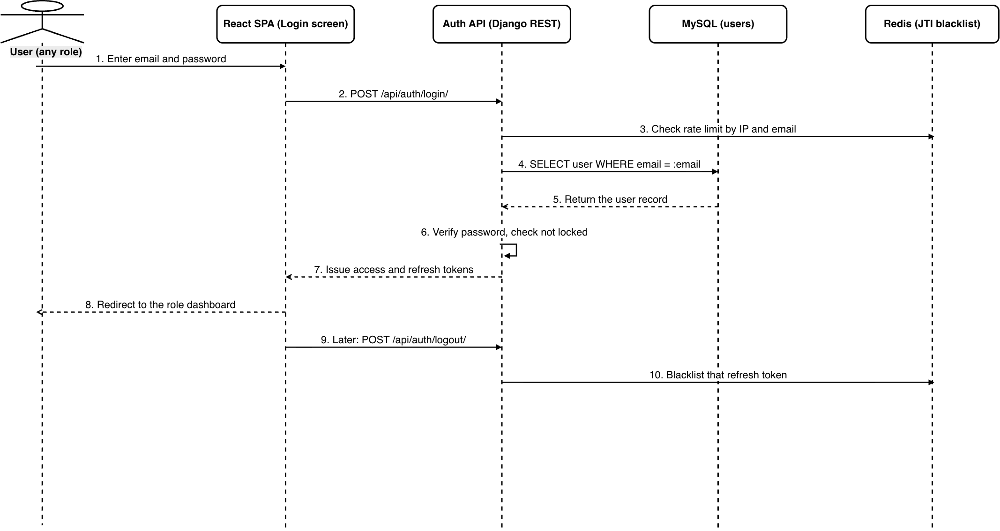 User (any role)
React SPA (Login screen)
Auth API (Django REST)
MySQL (users)
Redis (JTI blacklist)
1. Enter email and password
2. POST /api/auth/login/
3. Check rate limit by IP and email
4. SELECT user WHERE email = :email
5. Return the user record
6. Verify password, check not locked
7. Issue access and refresh tokens
8. Redirect to the role dashboard
9. Later: POST /api/auth/logout/
10. Blacklist that refresh token